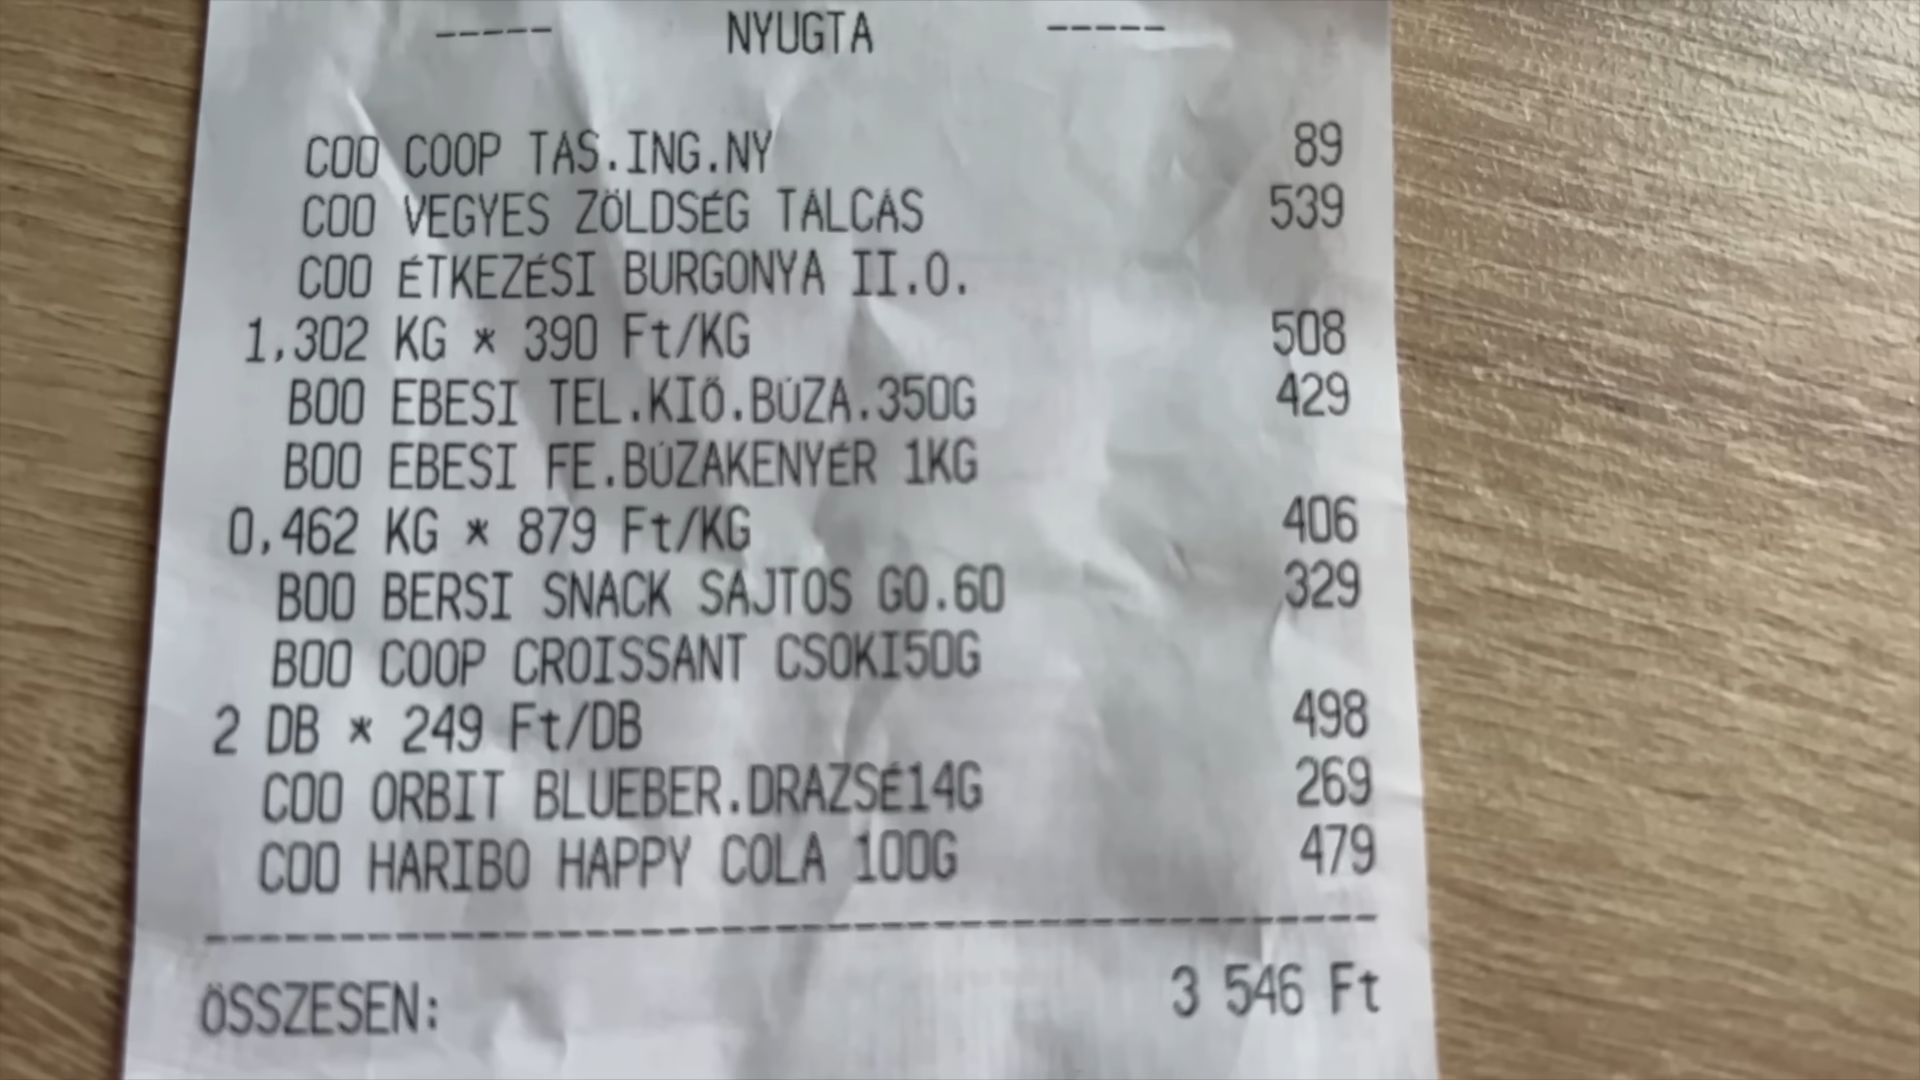 ----- NYUGTA -----
C00 COOP TAS.ING.NY 89
C00 VEGYES ZÖLDSÉG TÁLCÁS 539
C00 ÉTKEZÉSI BURGONYA II.O.
1,302 KG * 390 Ft/KG 508
B00 EBESI TEL.KIÖ.BÚZA.350G 429
B00 EBESI FE.BÚZAKENYÉR 1KG
0,462 KG * 879 Ft/KG 406
B00 BERSI SNACK SAJTOS GO.60 329
B00 COOP CROISSANT CSOKI50G
2 DB * 249 Ft/DB 498
C00 ORBIT BLUEBER.DRAZSÉ14G 269
C00 HARIBO HAPPY COLA 100G 479
--------------------------------------------
ÖSSZESEN: 3 546 Ft